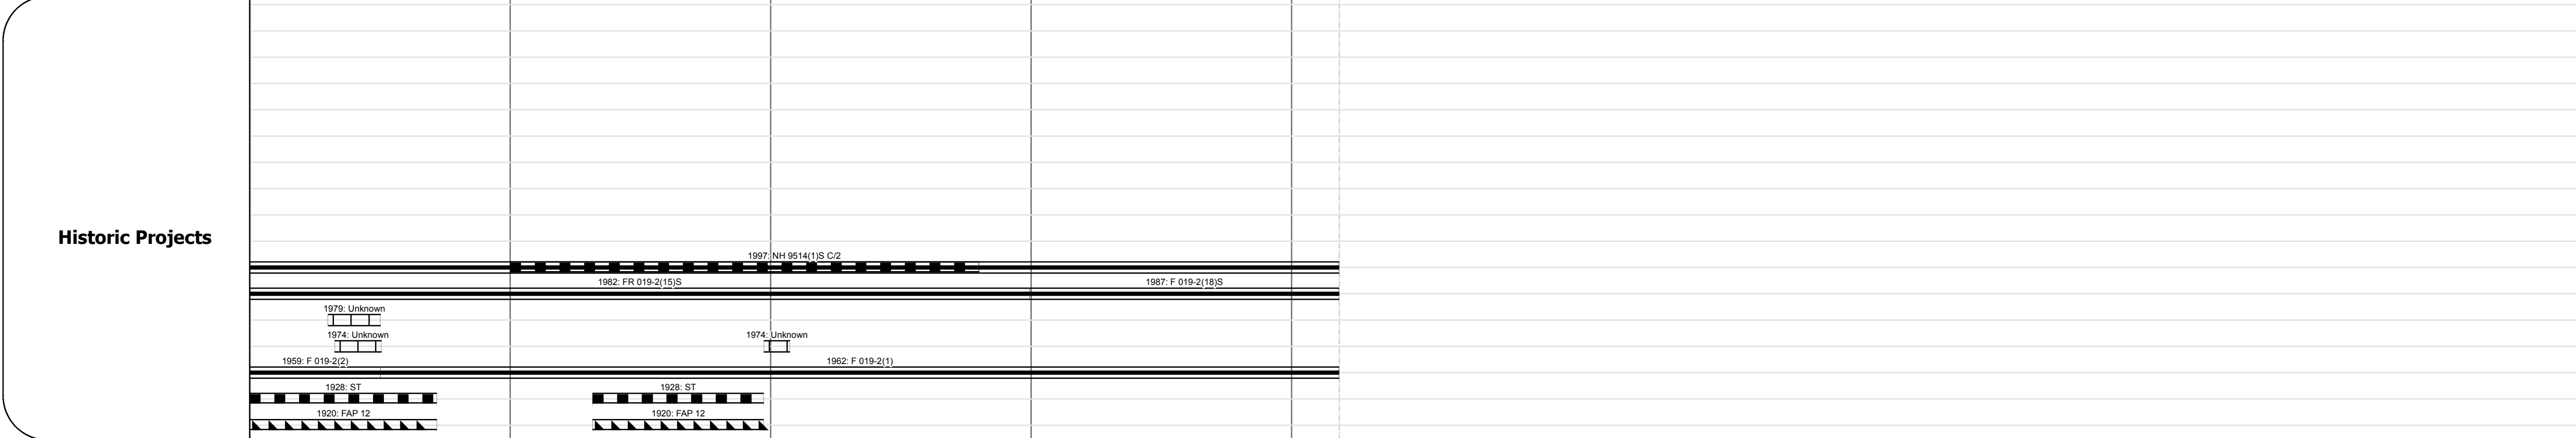 1997: NH 9514(1)S C/2
1982: FR 019-2(15)S
1987: F 019-2(18)S
Historic Projects
1979: Unknown
1974: Unknown
1974: Unknown
1959: F 019-2(2)
1962: F 019-2(1)
1928: ST
1928: ST
1920: FAP 12
1920: FAP 12